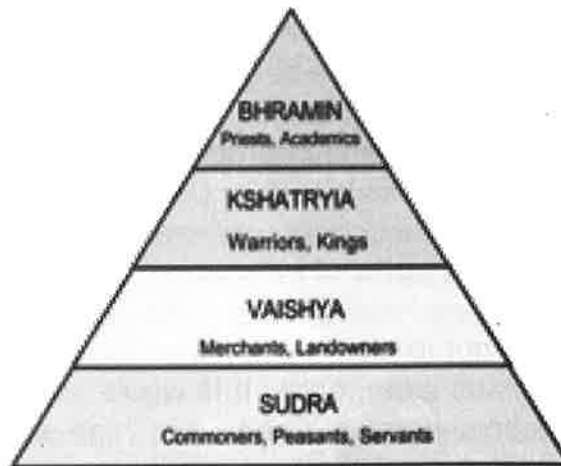 BHRAMIN
Priests, Academics
KSHATRYIA
Warriors, Kings
VAISHYA
Merchants, Landowners
SUDRA
Commoners, Peasants, Servants